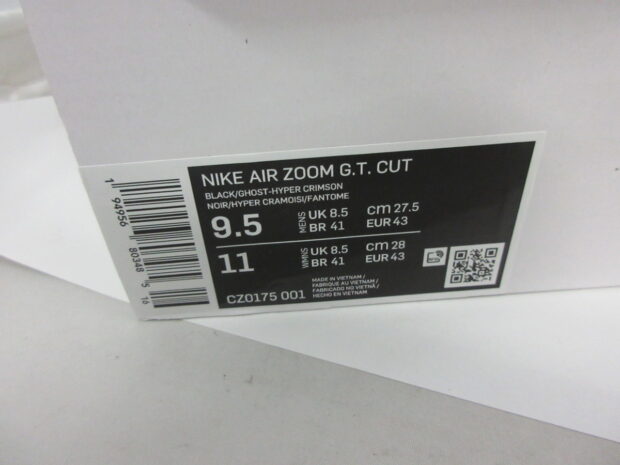 NIKE AIR ZOOM G.T. CUT
BLACK/GHOST-HYPER CRIMSON
NOIR/HYPER CRAMOISI/FANTOME
9.5 MENS UK 8.5 cm 27.5
BR 41 EUR 43
11 WMNS UK 8.5 cm 28
BR 41 EUR 43
CZ0175 001
MADE IN VIETNAM /
FABRIQUE AU VIETNAM /
FABRICADO NO VIETNÃ /
HECHO EN VIETNAM
1 94956 80348 5 10